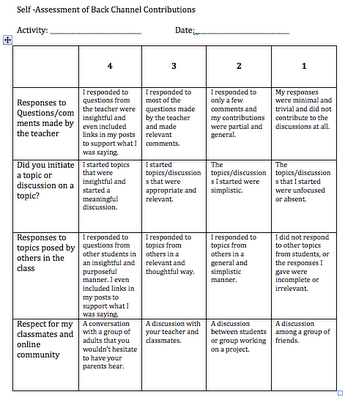 Self -Assessment of Back Channel Contributions
Activity: ______________________ Date:______________________
4 3 2 1
Responses to
Questions/com
ments made by
the teacher
I responded to
questions from
the teacher were
insightful and
even included
links in my posts
to support what I
was saying.
I responded to
most of the
questions made
by the teacher
and made
relevant
comments.
I responded to
only a few
comments and
my contributions
were partial and
general.
My responses
were minimal and
trivial and did not
contribute to the
discussions at all.
Did you initiate
a topic or
discussion on a
topic?
I started topics
that were
insightful and
started a
meaningful
discussion.
I started
topics/discussion
s that were
appropriate and
relevant.
The
topics/discussion
s I started were
simplistic.
The
topics/discussion
s that I started
were unfocused
or absent.
Responses to
topics posed by
others in the
class
I responded to
questions from
other students in
an insightful and
purposeful
manner. I even
included links in
my posts to
support what I
was saying.
I responded to
topics from
others in a
relevant and
thoughtful way.
I responded to
topics from
others in a
general and
simplistic
manner.
I did not respond
to other topics
from students, or
the responses I
gave were
incomplete or
irrelevant.
Respect for my
classmates and
online
community
A conversation
with a group of
adults that you
wouldn't hesitate
to have your
parents hear.
A discussion with
your teacher and
classmates.
A discussion
between students
or group working
on a project.
A discussion
among a group of
friends.